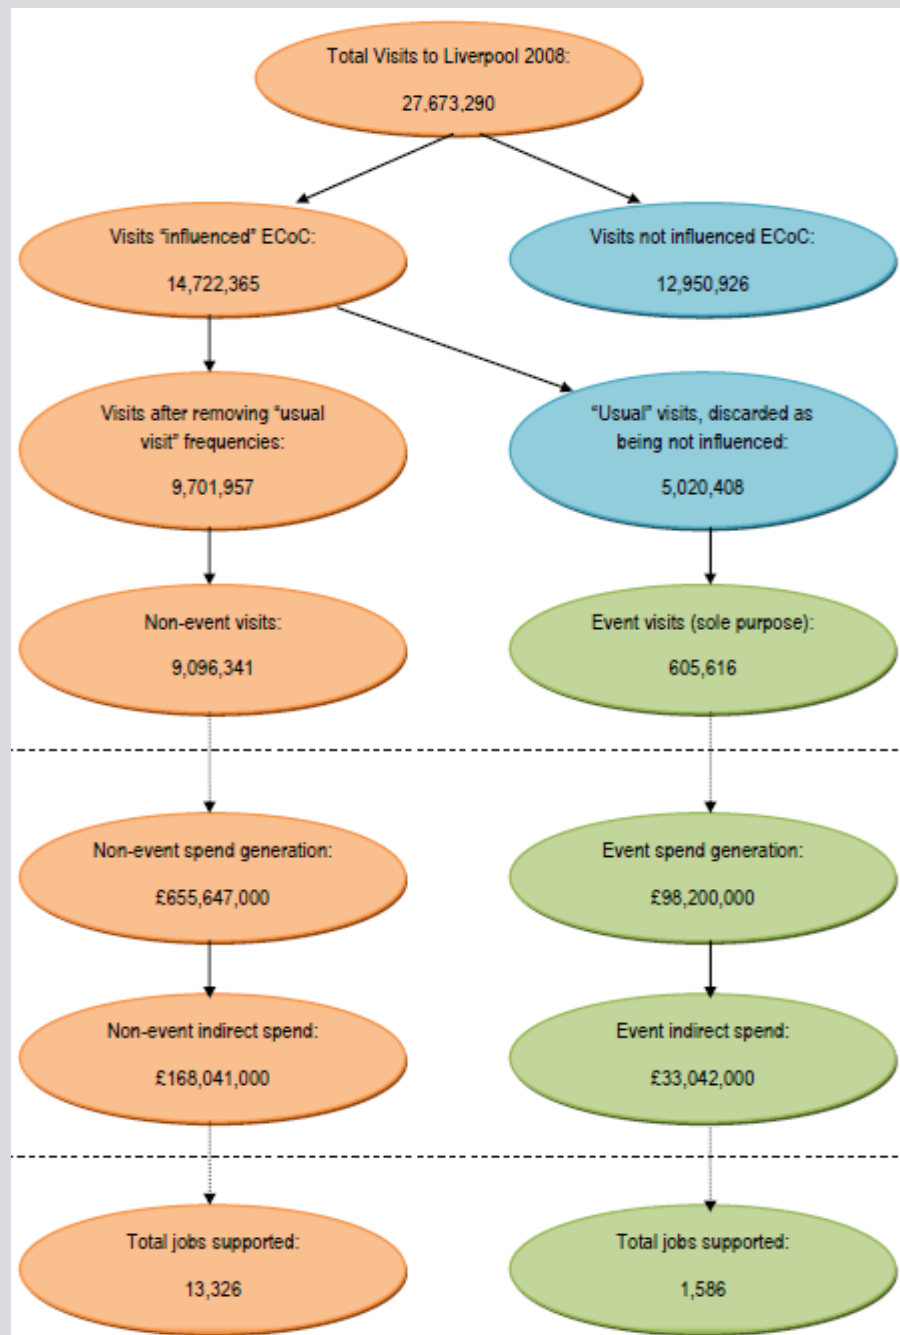 Total Visits to Liverpool 2008:
27,673,290
Visits “influenced” ECoC:
14,722,365
Visits not influenced ECoC:
12,950,926
Visits after removing “usual
visit” frequencies:
9,701,957
“Usual” visits, discarded as
being not influenced:
5,020,408
Non-event visits:
9,096,341
Event visits (sole purpose):
605,616
Non-event spend generation:
£655,647,000
Event spend generation:
£98,200,000
Non-event indirect spend:
£168,041,000
Event indirect spend:
£33,042,000
Total jobs supported:
13,326
Total jobs supported:
1,586